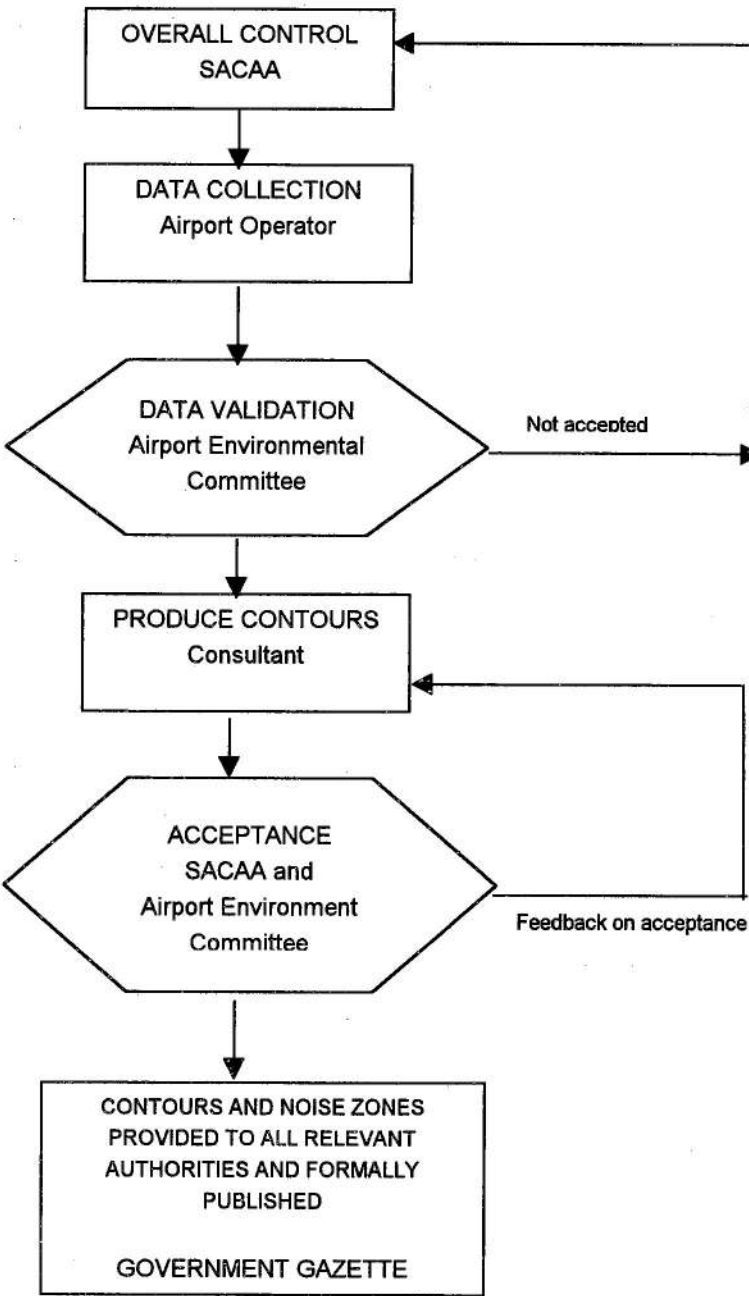 OVERALL CONTROL
SACAA
DATA COLLECTION
Airport Operator
DATA VALIDATION
Airport Environmental
Committee
Not accepted
PRODUCE CONTOURS
Consultant
ACCEPTANCE
SACAA and
Airport Environment
Committee
Feedback on acceptance
CONTOURS AND NOISE ZONES
PROVIDED TO ALL RELEVANT
AUTHORITIES AND FORMALLY
PUBLISHED
GOVERNMENT GAZETTE